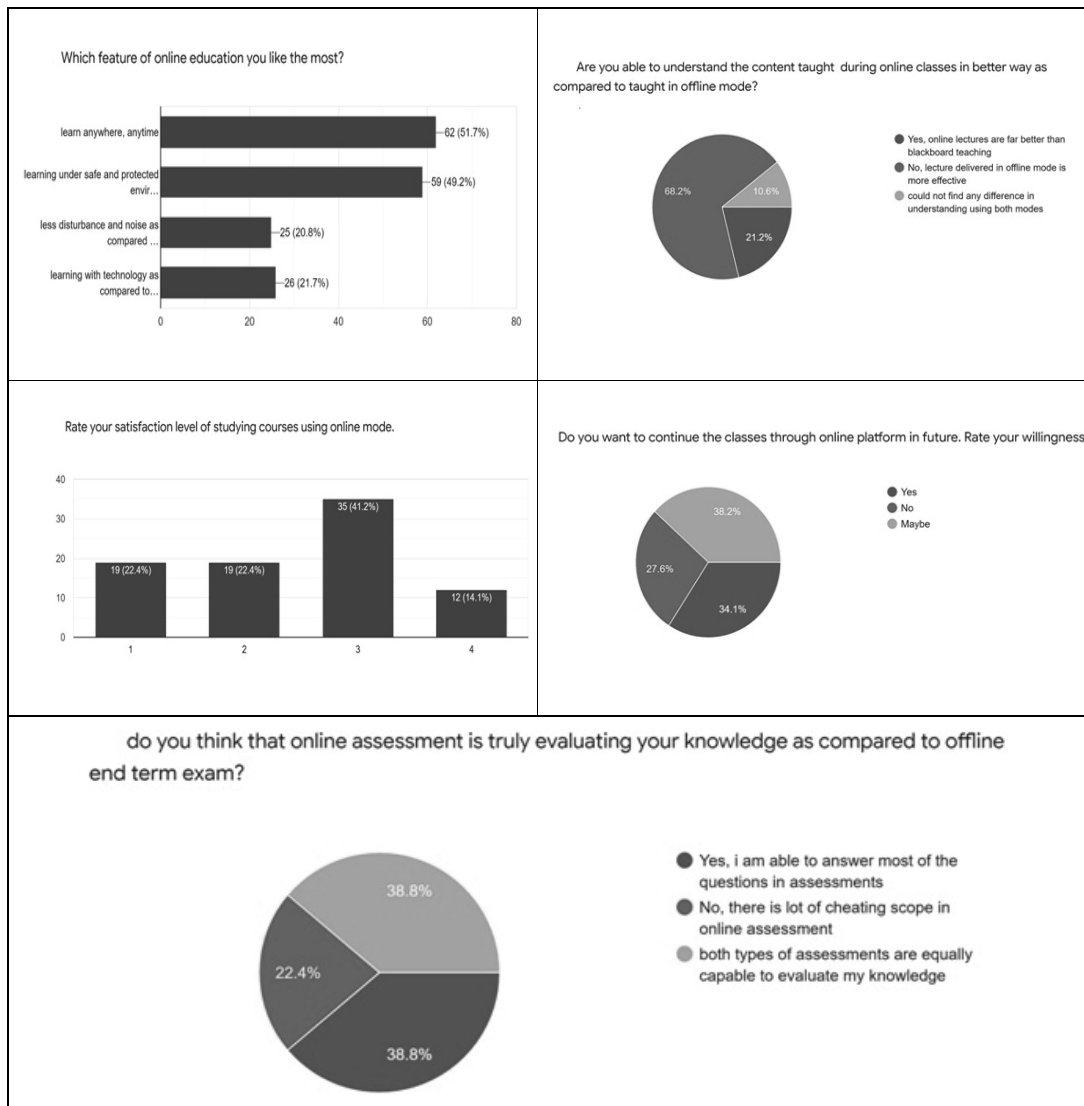 Which feature of online education you like the most?
learn anywhere, anytime
62 (51.7%)
learning under safe and protected
envir...
59 (49.2%)
less disturbance and noise as
compared ...
25 (20.8%)
learning with technology as
compared to...
26 (21.7%)
0 20 40 60 80
Are you able to understand the content taught during online classes in better way as
compared to taught in offline mode?
68.2%
10.6%
21.2%
Yes, online lectures are far better than
blackboard teaching
No, lecture delivered in offline mode is
more effective
could not find any difference in
understanding using both modes
Rate your satisfaction level of studying courses using online mode.
40
30
20
10
0
19 (22.4%)
19 (22.4%)
35 (41.2%)
12 (14.1%)
1 2 3 4
Do you want to continue the classes through online platform in future. Rate your willingness
38.2%
27.6%
34.1%
Yes
No
Maybe
do you think that online assessment is truly evaluating your knowledge as compared to offline
end term exam?
38.8%
22.4%
38.8%
Yes, i am able to answer most of the
questions in assessments
No, there is lot of cheating scope in
online assessment
both types of assessments are equally
capable to evaluate my knowledge